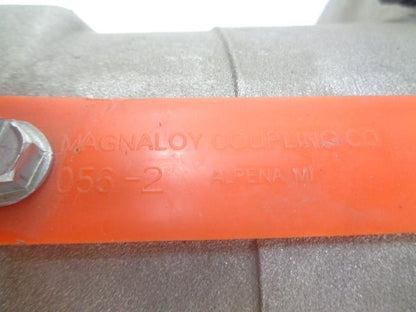 MAGNALOY COUPLING CO
056-2 ALPENA MI